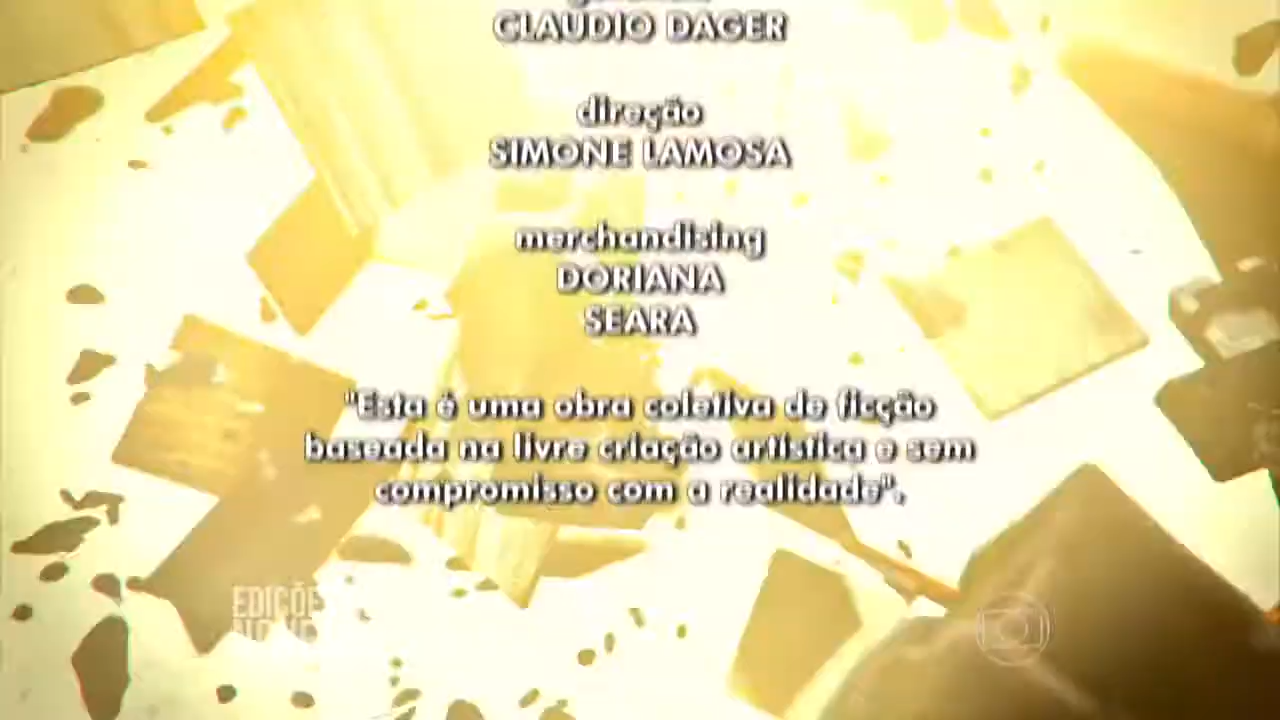 CLAUDIO DAGER
direção
SIMONE LAMOSA
merchandising
DORIANA
SEARA
"Esta é uma obra coletiva de ficção
baseada na livre criação artística e sem
compromisso com a realidade".